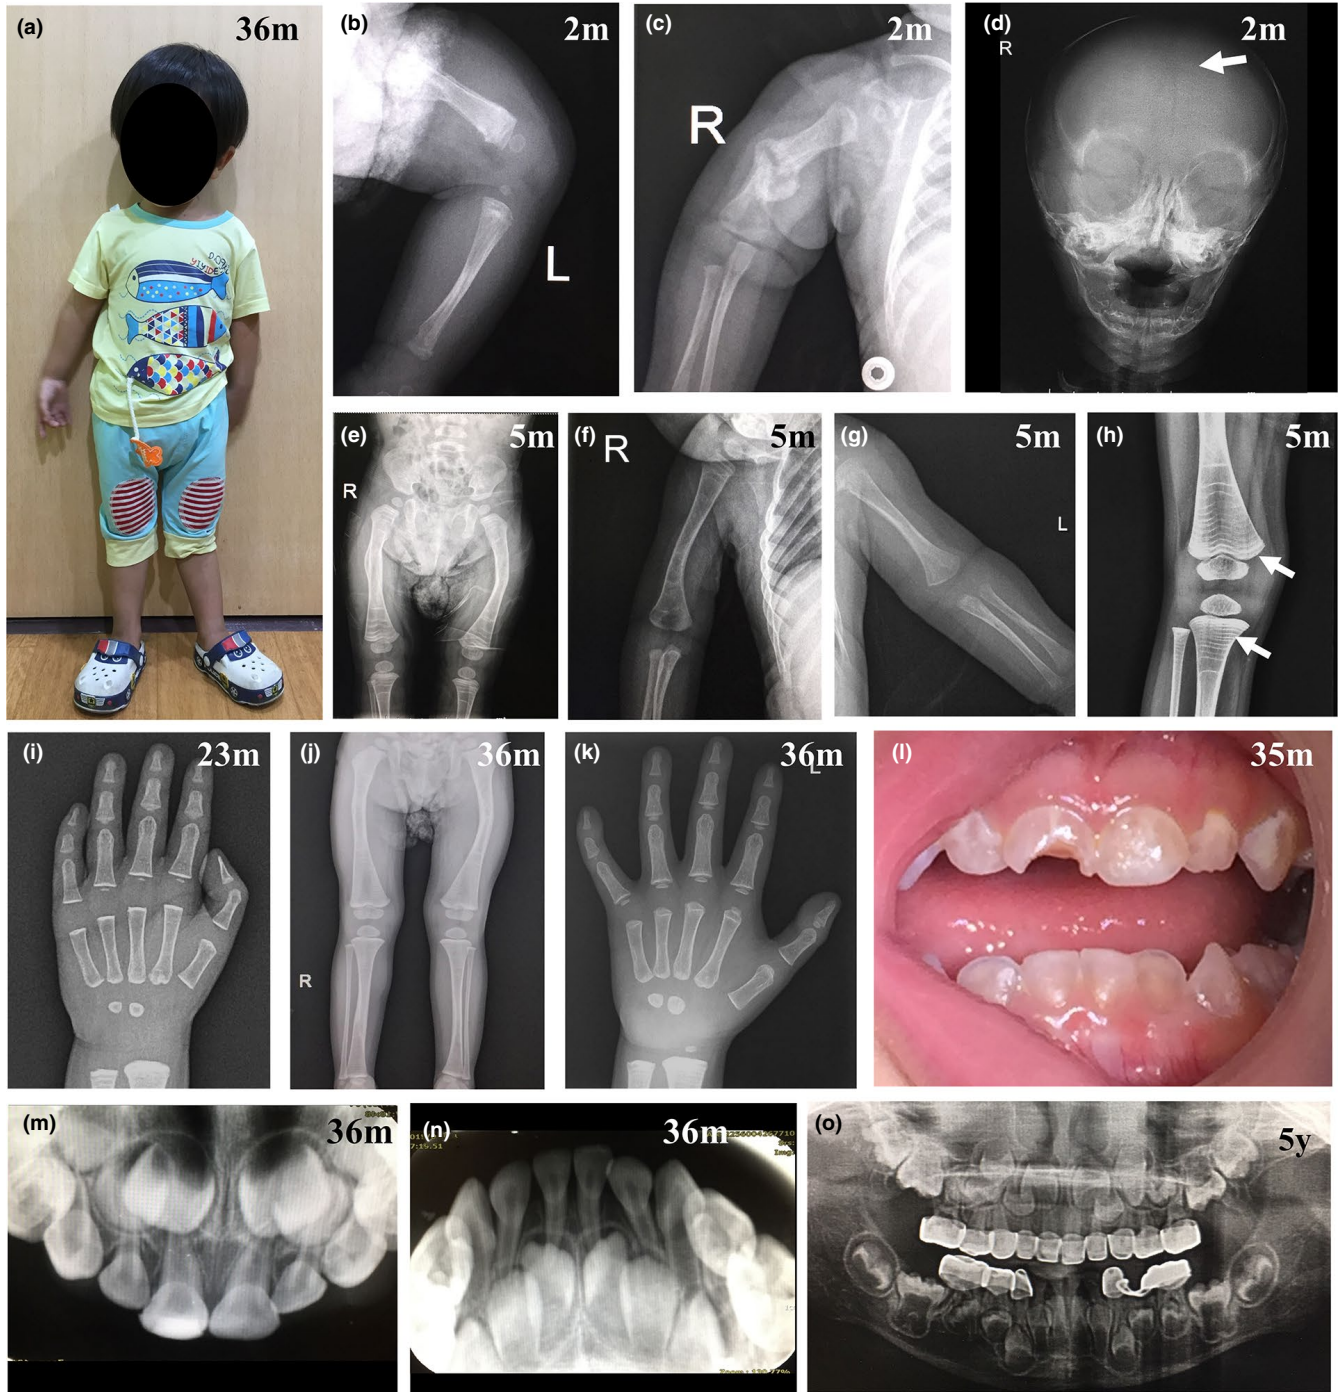 (a) 36m
(b) 2m
L
(c) 2m
R
(d) 2m
R
(e) 5m
R
(f) 5m
R
(g) 5m
L
(h) 5m
(i) 23m
(j) 36m
R
(k) 36m
L
(l) 35m
(m) 36m
(n) 36m
(o) 5y